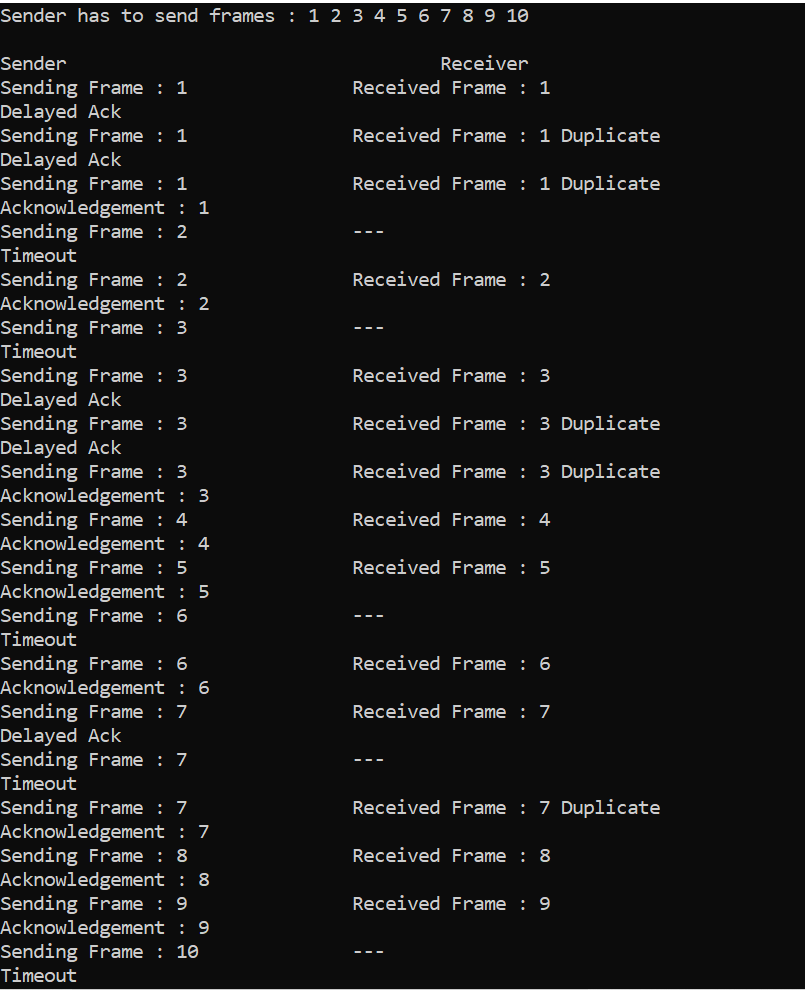 Sender has to send frames : 1 2 3 4 5 6 7 8 9 10
Sender Receiver
Sending Frame : 1 Received Frame : 1
Delayed Ack
Sending Frame : 1 Received Frame : 1 Duplicate
Delayed Ack
Sending Frame : 1 Received Frame : 1 Duplicate
Acknowledgement : 1
Sending Frame : 2 ---
Timeout
Sending Frame : 2 Received Frame : 2
Acknowledgement : 2
Sending Frame : 3 ---
Timeout
Sending Frame : 3 Received Frame : 3
Delayed Ack
Sending Frame : 3 Received Frame : 3 Duplicate
Delayed Ack
Sending Frame : 3 Received Frame : 3 Duplicate
Acknowledgement : 3
Sending Frame : 4 Received Frame : 4
Acknowledgement : 4
Sending Frame : 5 Received Frame : 5
Acknowledgement : 5
Sending Frame : 6 ---
Timeout
Sending Frame : 6 Received Frame : 6
Acknowledgement : 6
Sending Frame : 7 Received Frame : 7
Delayed Ack
Sending Frame : 7 ---
Timeout
Sending Frame : 7 Received Frame : 7 Duplicate
Acknowledgement : 7
Sending Frame : 8 Received Frame : 8
Acknowledgement : 8
Sending Frame : 9 Received Frame : 9
Acknowledgement : 9
Sending Frame : 10 ---
Timeout